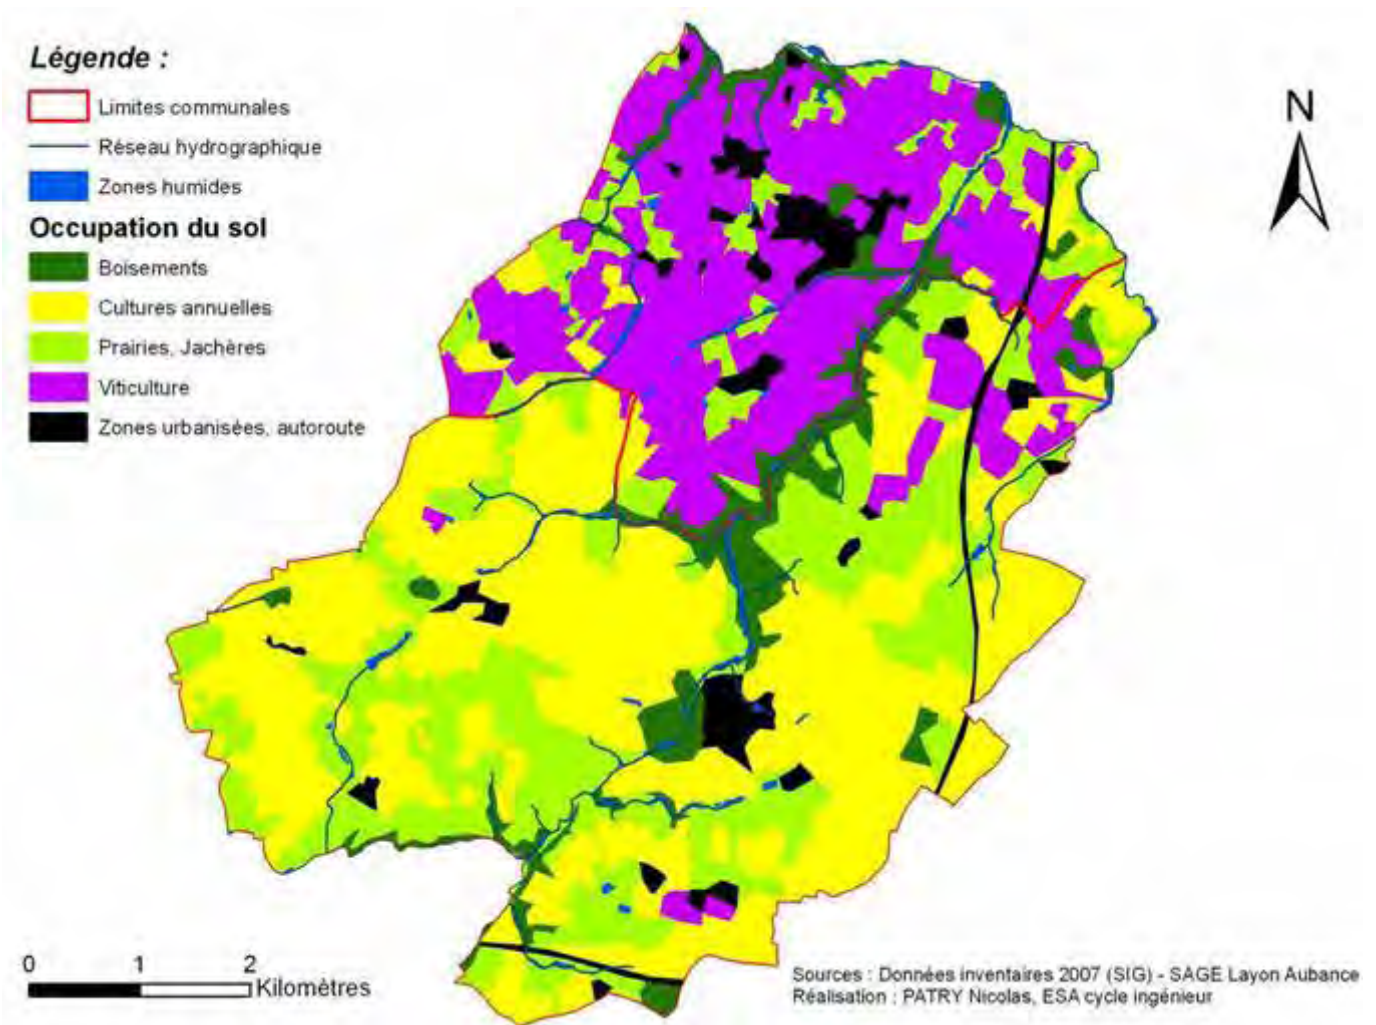 Légende :
Limites communales
Réseau hydrographique
Zones humides
Occupation du sol
Boisements
Cultures annuelles
Prairies, Jachères
Viticulture
Zones urbanisées, autoroute
N
0 1 2
Kilomètres
Sources : Données inventaires 2007 (SIG) - SAGE Layon Aubance
Réalisation : PATRY Nicolas, ESA cycle ingénieur